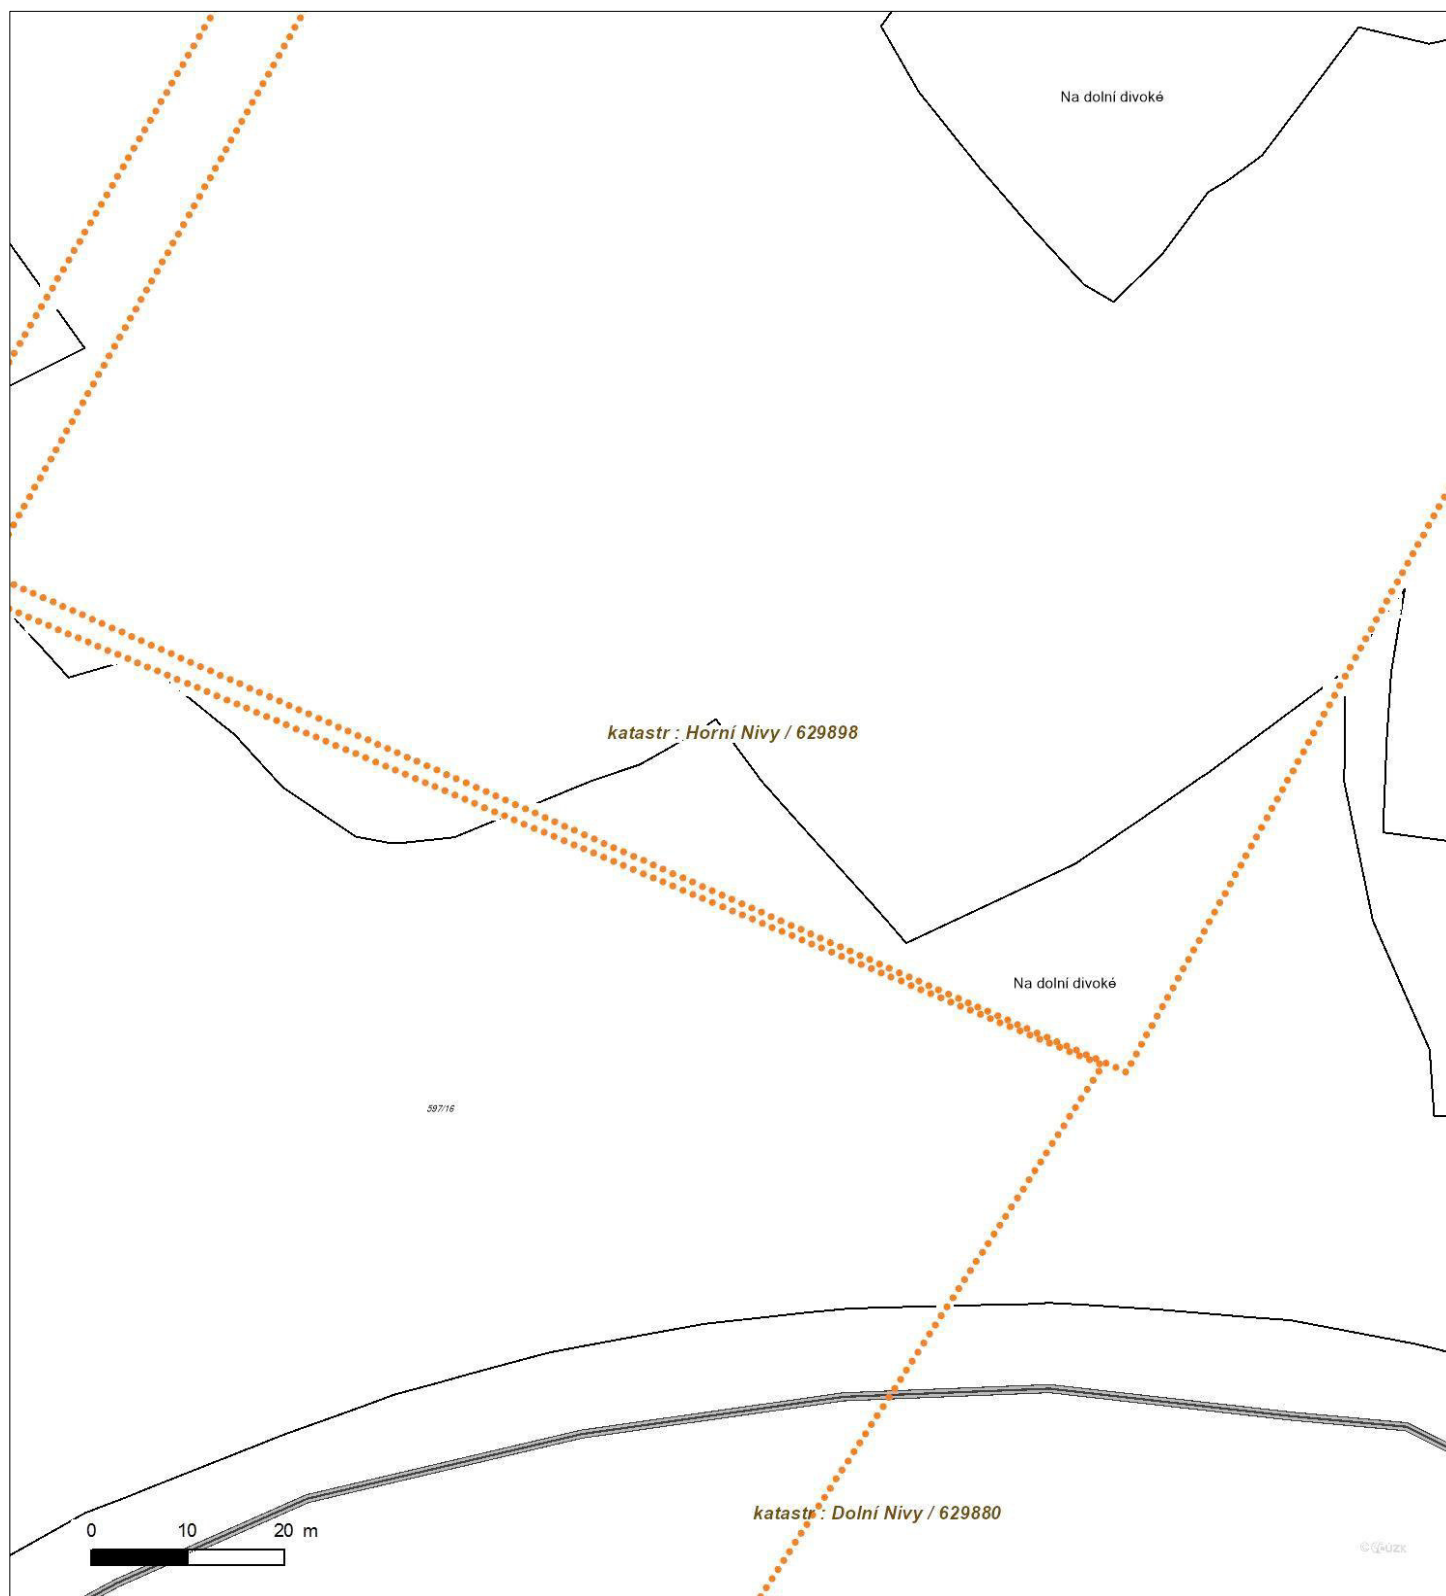 Na dolní divoké
katastr : Horní Nivy / 629898
Na dolní divoké
597/16
katastr : Dolní Nivy / 629880
0 10 20 m
© ČÚZK